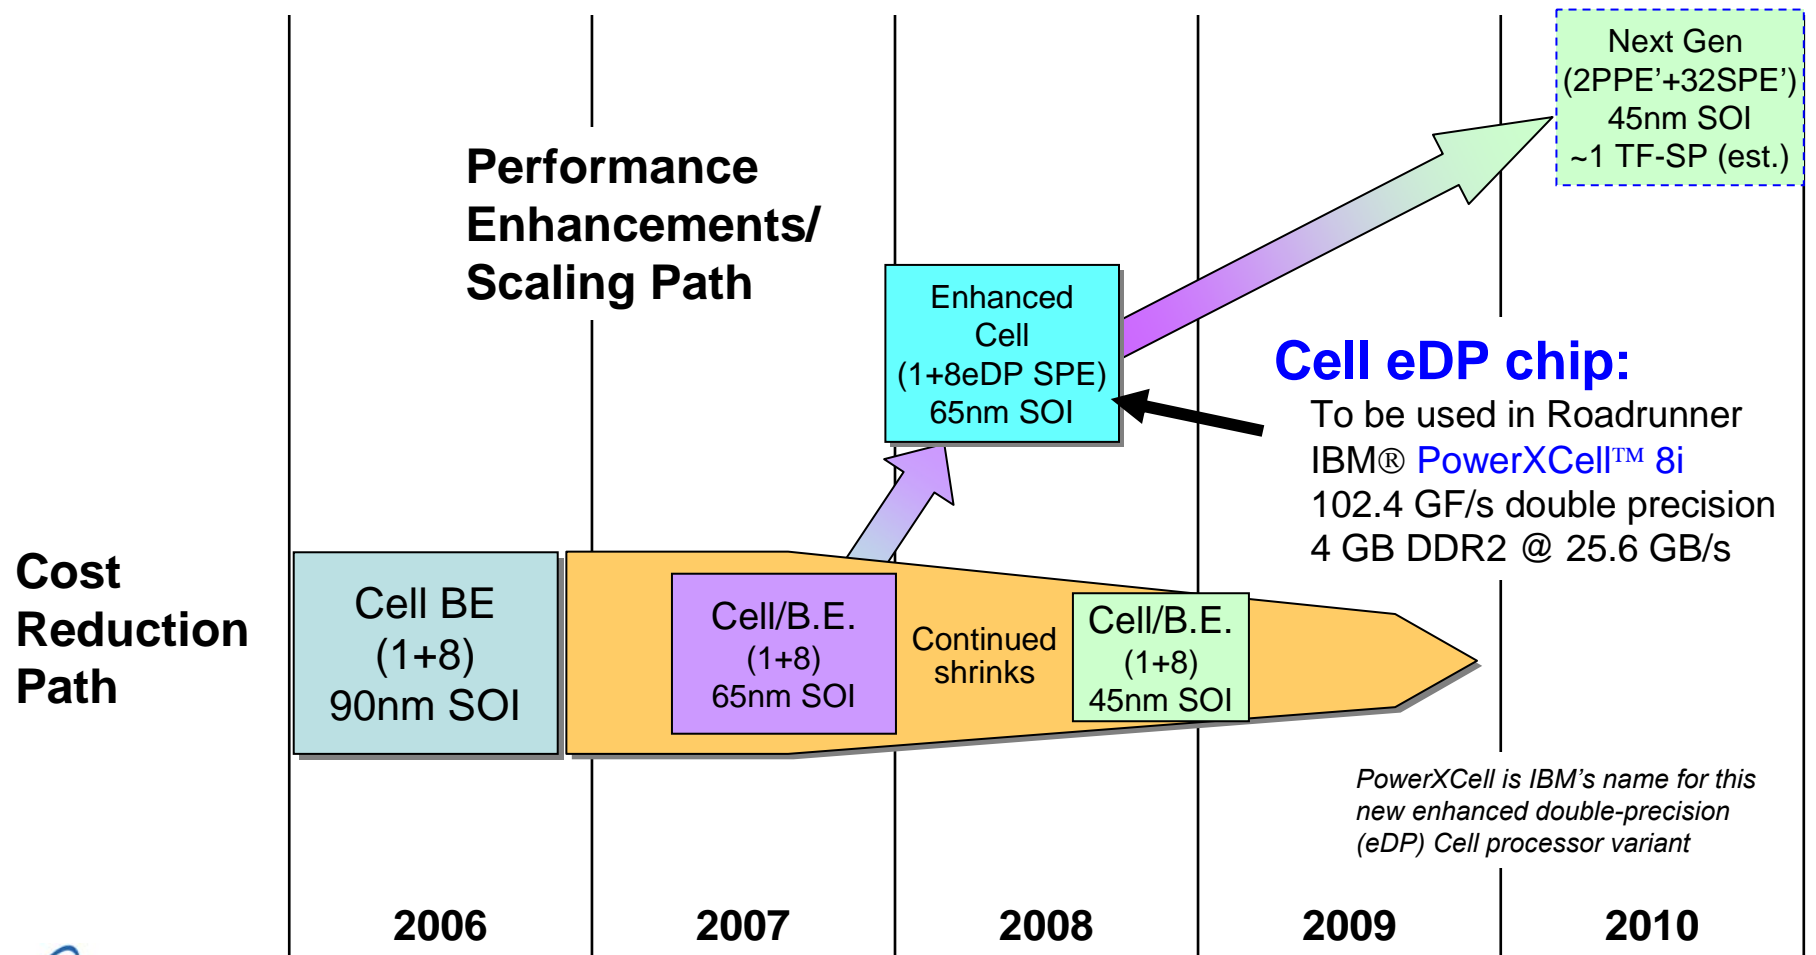 Next Gen
(2PPE’+32SPE’)
45nm SOI
~1 TF-SP (est.)
Performance
Enhancements/
Scaling Path
Enhanced
Cell
(1+8eDP SPE)
65nm SOI
Cell eDP chip:
To be used in Roadrunner
IBM® PowerXCell™ 8i
102.4 GF/s double precision
4 GB DDR2 @ 25.6 GB/s
Cost
Reduction
Path
Cell BE
(1+8)
90nm SOI
Cell/B.E.
(1+8)
65nm SOI
Continued
shrinks
Cell/B.E.
(1+8)
45nm SOI
PowerXCell is IBM’s name for this
new enhanced double-precision
(eDP) Cell processor variant
2006
2007
2008
2009
2010